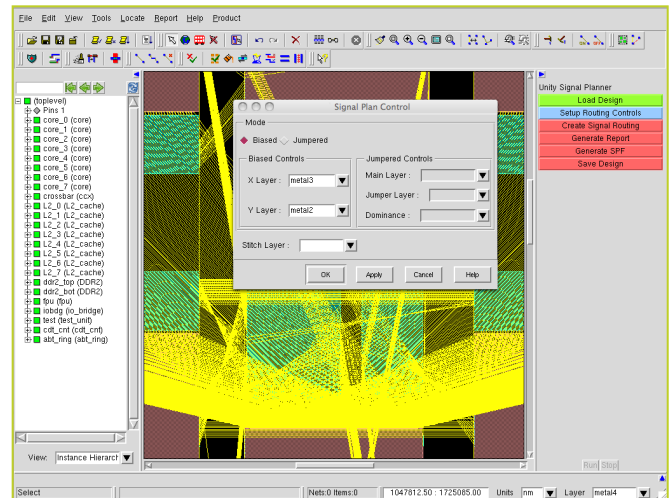 File Edit View Tools Locate Report Help Product
Signal Plan Control
Mode
Biased Jumpered
Biased Controls
X Layer : metal3
Y Layer : metal2
Jumpered Controls
Main Layer :
Jumper Layer :
Dominance :
Stitch Layer :
OK Apply Cancel Help
(toplevel)
Pins 1
core_0 (core)
core_1 (core)
core_2 (core)
core_3 (core)
core_4 (core)
core_5 (core)
core_6 (core)
core_7 (core)
crossbar (ccx)
L2_0 (L2_cache)
L2_1 (L2_cache)
L2_2 (L2_cache)
L2_3 (L2_cache)
L2_4 (L2_cache)
L2_5 (L2_cache)
L2_6 (L2_cache)
L2_7 (L2_cache)
ddr2_top (DDR2)
ddr2_bot (DDR2)
fpu (fpu)
iobdg (io_bridge)
test (test_unit)
cdt_cnt (cdt_cnt)
abt_ring (abt_ring)
View: Instance Hierarct
Unity Signal Planner
Load Design
Setup Routing Controls
Create Signal Routing
Generate Report
Generate SPF
Save Design
Run Stop
Select
Nets:0 Items:0
1047812.50 : 1725085.00
Units nm
Layer metal4